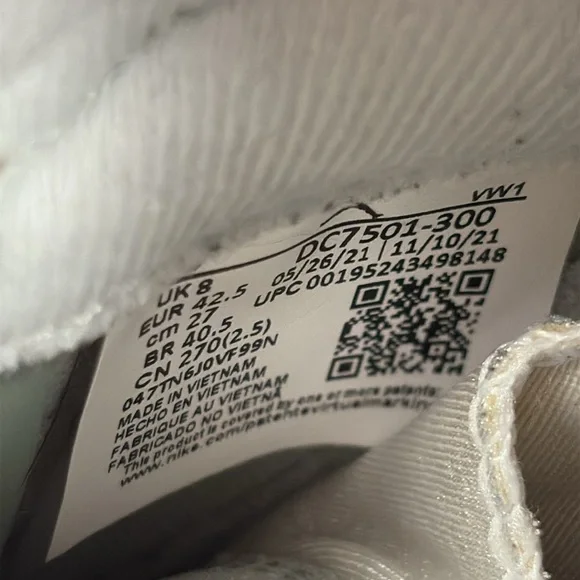 VW1
DC7501-300
05/26/21 | 11/10/21
UPC 00195243498148
UK 8
EUR 42.5
cm 27
BR 40.5
CN 270(2.5)
047TN6J0VF99N
MADE IN VIETNAM
HECHO EN VIETNAM
FABRIQUE AU VIETNAM
FABRICADO NO VIETNÃ
This product is covered by one or more patents.
www.nike.com/patentsvirtualmarking